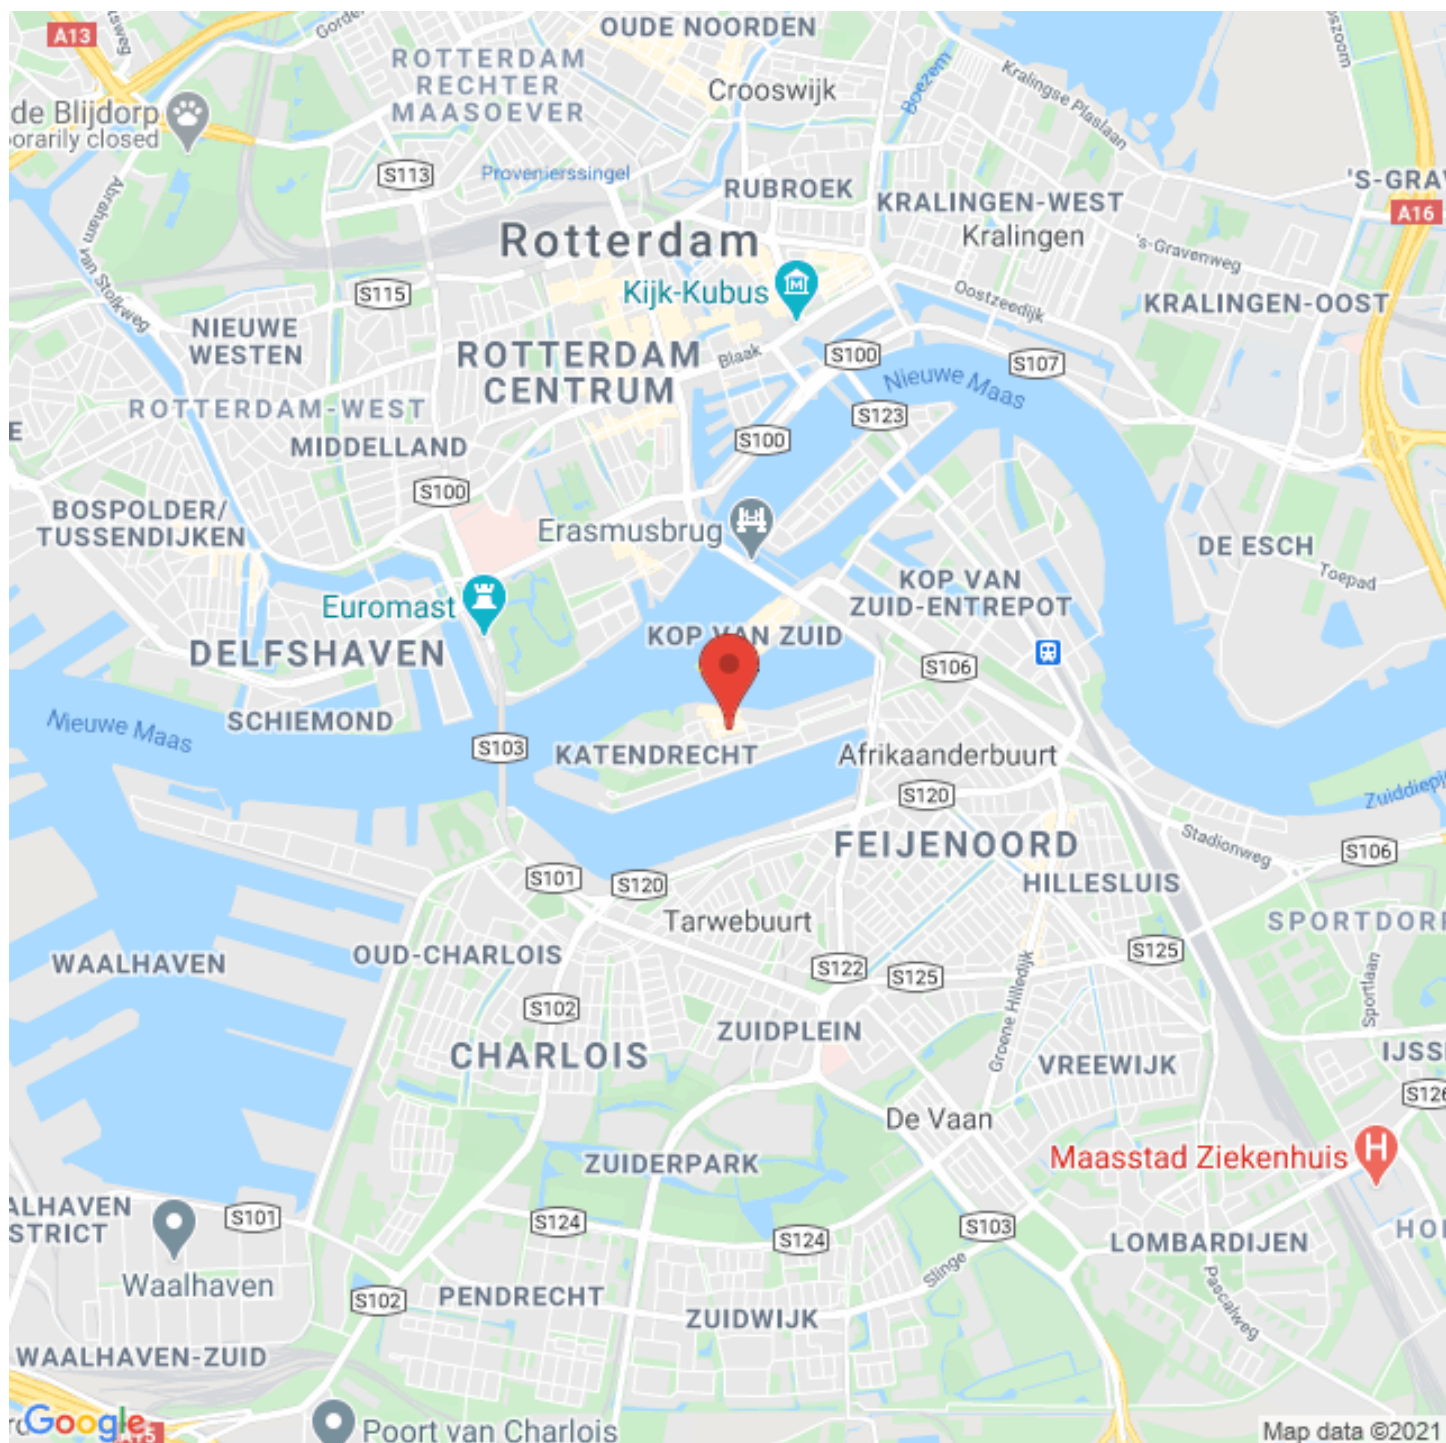 A13
OUDE NOORDEN
ROTTERDAM
RECHTER
MAASOEVER
Crooswijk
Boezem
Kralingse Plaslaan
de Blijdorp
orarily closed
S113
Provenierssingel
RUBROEK
KRALINGEN-WEST
Kralingen
'S-GRAV
A16
Abraham van Stolkweg
Rotterdam
's-Gravenweg
Kijk-Kubus
S115
Oostzeedijk
KRALINGEN-OOST
NIEUWE
WESTEN
ROTTERDAM
CENTRUM
Blaak
S100
S107
Nieuwe Maas
ROTTERDAM-WEST
S123
MIDDELLAND
S100
S100
BOSPOLDER/
TUSSENDIJKEN
Erasmusbrug
DE ESCH
Toepad
KOP VAN
ZUID-ENTREPOT
Euromast
KOP VAN ZUID
DELFSHAVEN
S106
Nieuwe Maas
SCHIEMOND
S103
KATENDRECHT
Afrikaanderbuurt
S120
Zuiddiepj
FEIJENOORD
Stadionweg
S106
S101
S120
HILLESLUIS
Tarwebuurt
SPORTDOR
WAALHAVEN
OUD-CHARLOIS
S122
S125
S125
Groene Hilledijk
Sportlaan
S102
ZUIDPLEIN
CHARLOIS
VREEWIJK
IJSS
S126
De Vaan
ZUIDERPARK
Maasstad Ziekenhuis
H
ALHAVEN
STRICT
S101
S124
S124
S103
LOMBARDIJEN
HO
Waalhaven
Slinge
Pascalweg
S102
PENDRECHT
ZUIDWIJK
WAALHAVEN-ZUID
Google
A15
Poort van Charlois
Map data ©2021